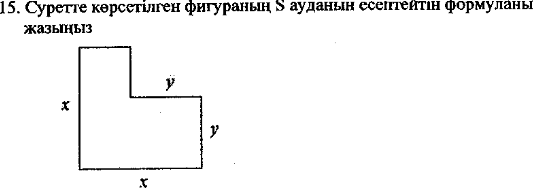 15. Суретте көрсетілген фигураның S ауданын есептейтін формуланы
жазыңыз
y
x
y
x